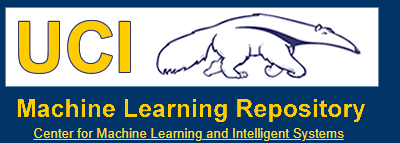 UCI
Machine Learning Repository
Center for Machine Learning and Intelligent Systems